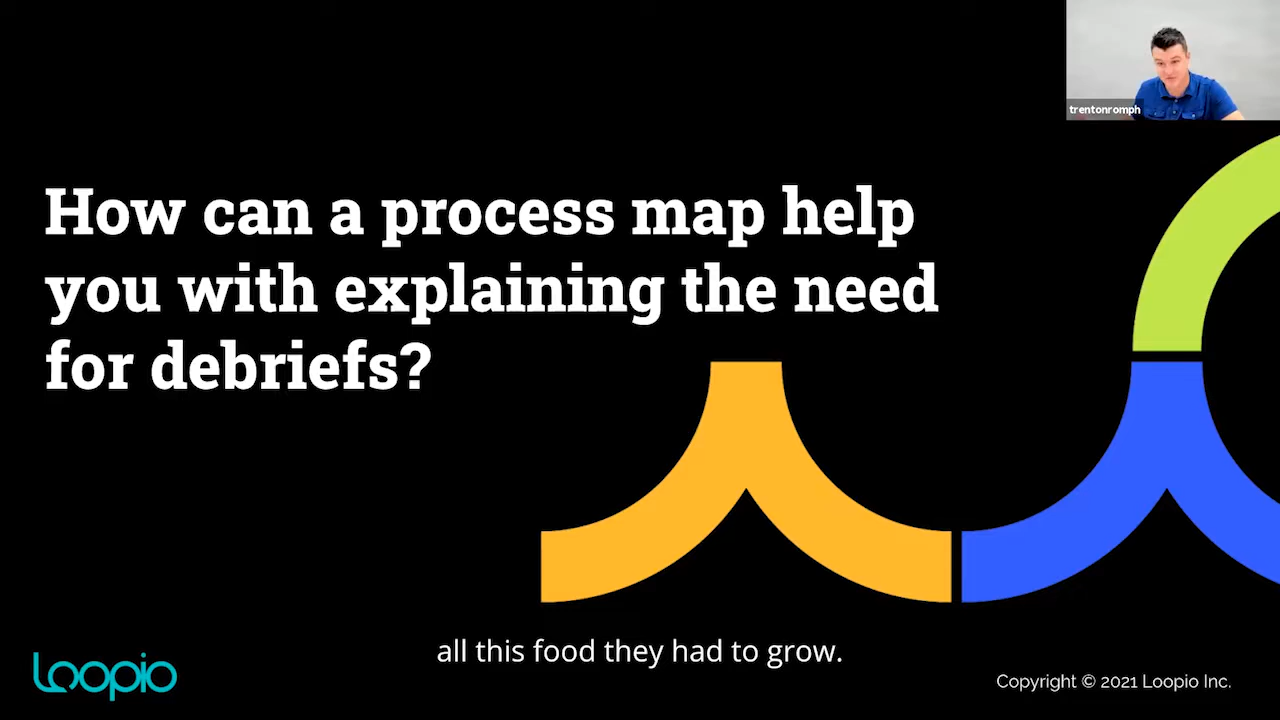 trentonromph
How can a process map help
you with explaining the need
for debriefs?
all this food they had to grow.
Loopio
Copyright © 2021 Loopio Inc.